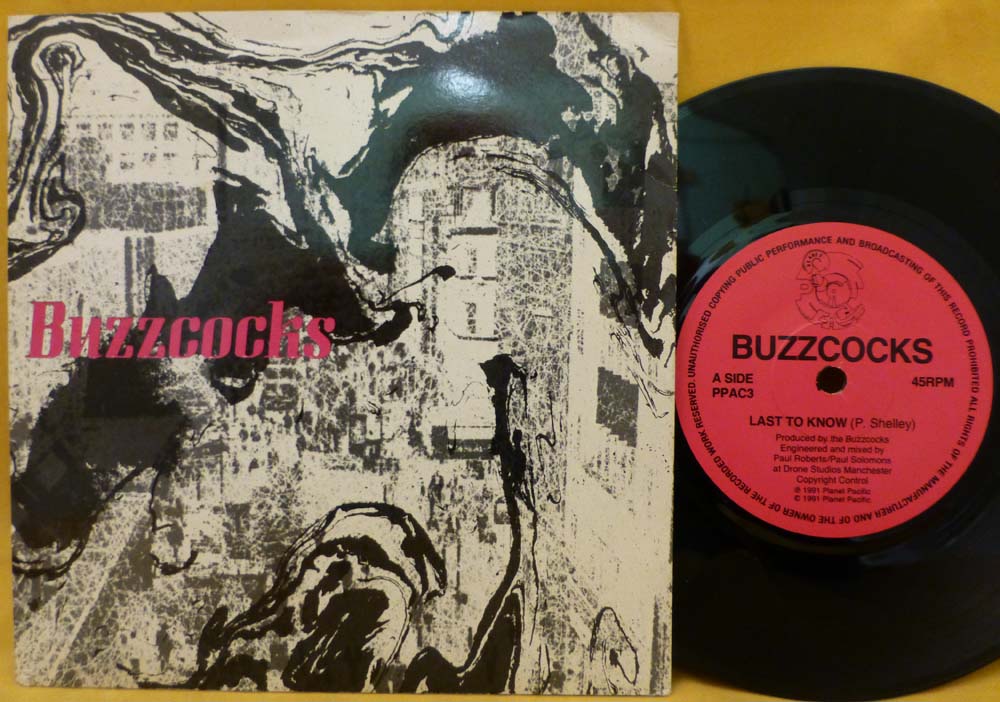 Buzzcocks
UNAUTHORISED COPYING PUBLIC PERFORMANCE AND BROADCASTING OF THIS RECORD PROHIBITED ALL RIGHTS OF THE MANUFACTURER AND OF THE OWNER OF THE RECORDED WORK RESERVED.
BUZZCOCKS
A SIDE 45RPM
PPAC3
LAST TO KNOW (P. Shelley)
Produced by the Buzzcocks
Engineered and mixed by
Paul Roberts/Paul Solomons
at Drone Studios Manchester
Copyright Control
℗ 1991 Planet Pacific
© 1991 Planet Pacific.